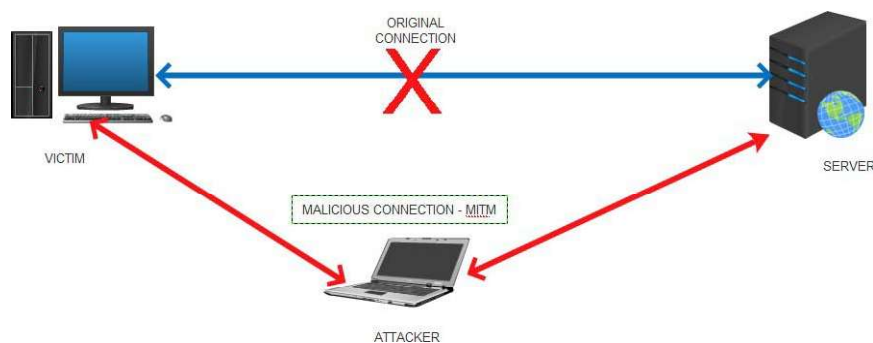 ORIGINAL
CONNECTION
VICTIM
SERVER
MALICIOUS CONNECTION - MITM
ATTACKER